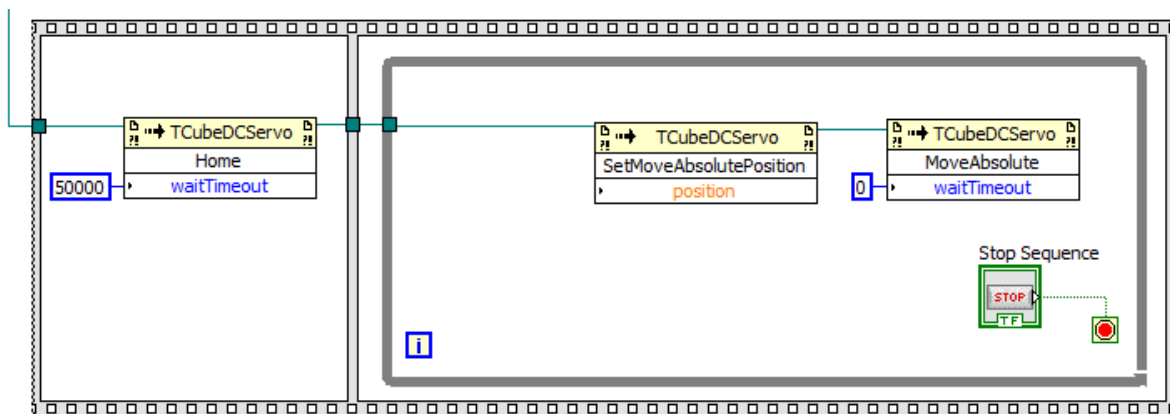 TCubeDCServo
Home
50000
waitTimeout
TCubeDCServo
SetMoveAbsolutePosition
position
TCubeDCServo
MoveAbsolute
0
waitTimeout
Stop Sequence
STOP
TF
i